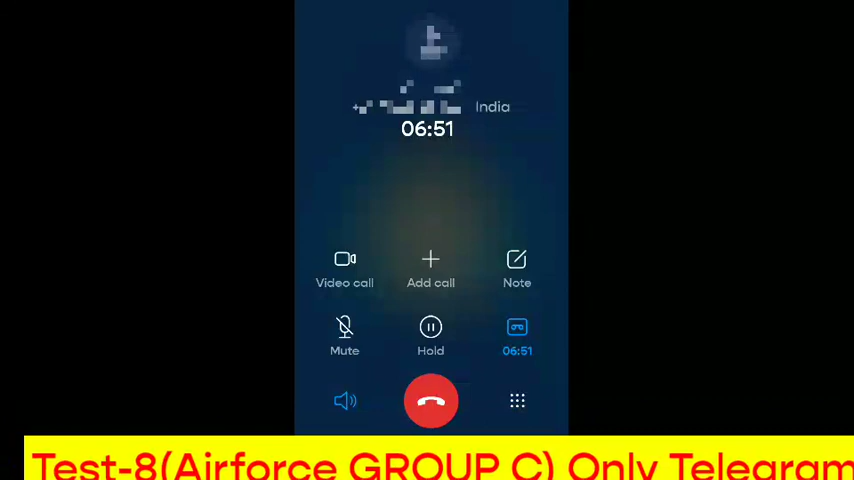 India
06:51
Video call
Add call
Note
Mute
Hold
06:51
Test-8(Airforce GROUP C) Only Telegram